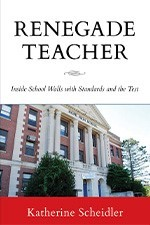 RENEGADE
TEACHER
Inside School Walls with Standards and the Test
Katherine Scheidler